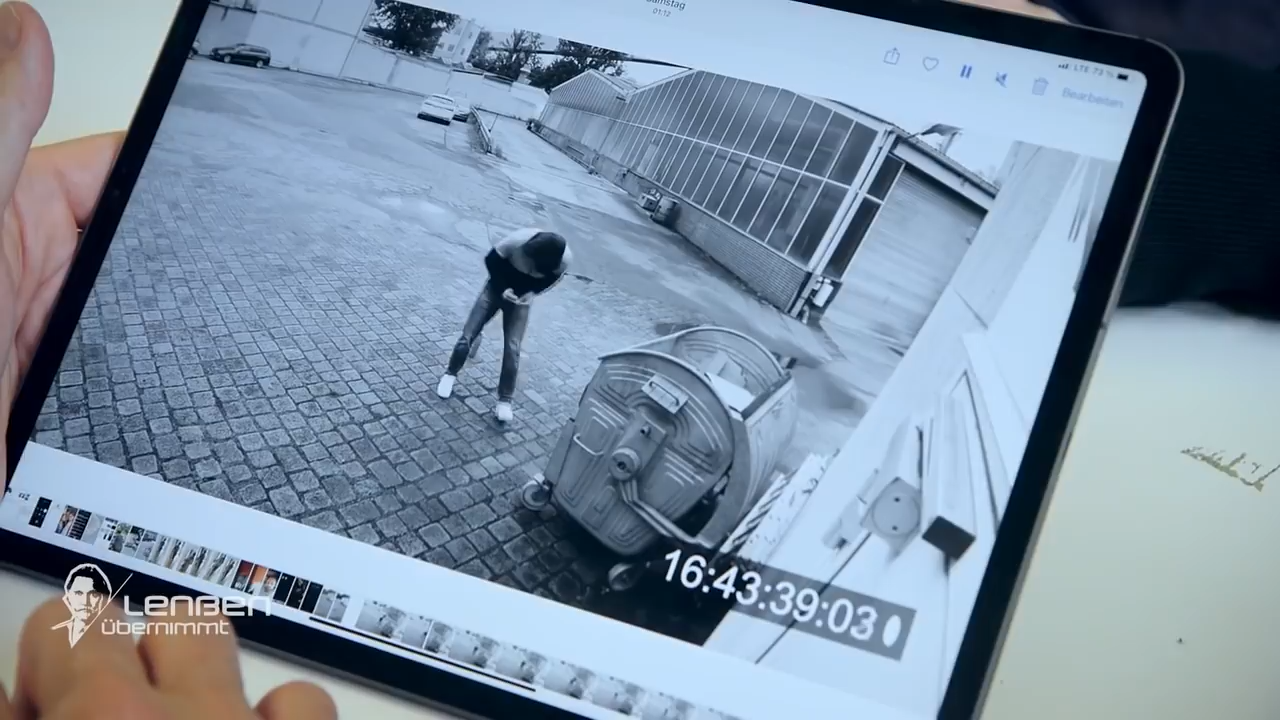 Samstag
01:12
LTE 73 %
Bearbeiten
16:43:39:03
LENßEN
übernimmt